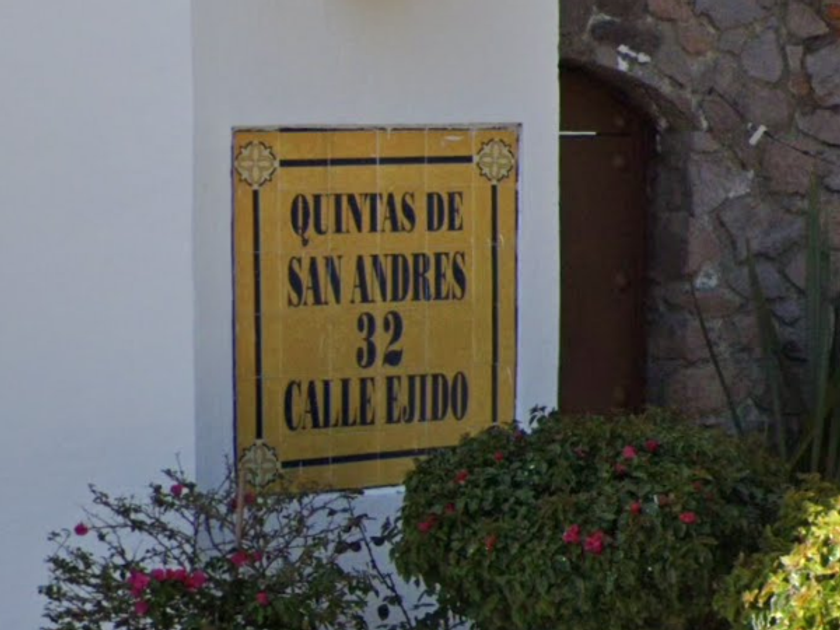 QUINTAS DE
SAN ANDRES
32
CALLE EJIDO